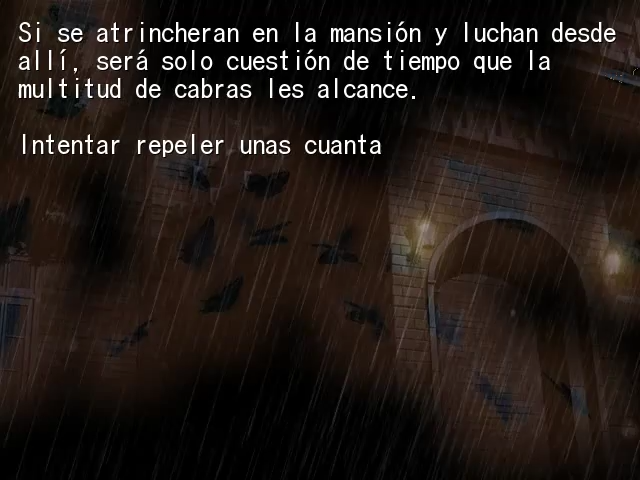 Si se atrincheran en la mansión y luchan desde
allí, será solo cuestión de tiempo que la
multitud de cabras les alcance.
Intentar repeler unas cuanta